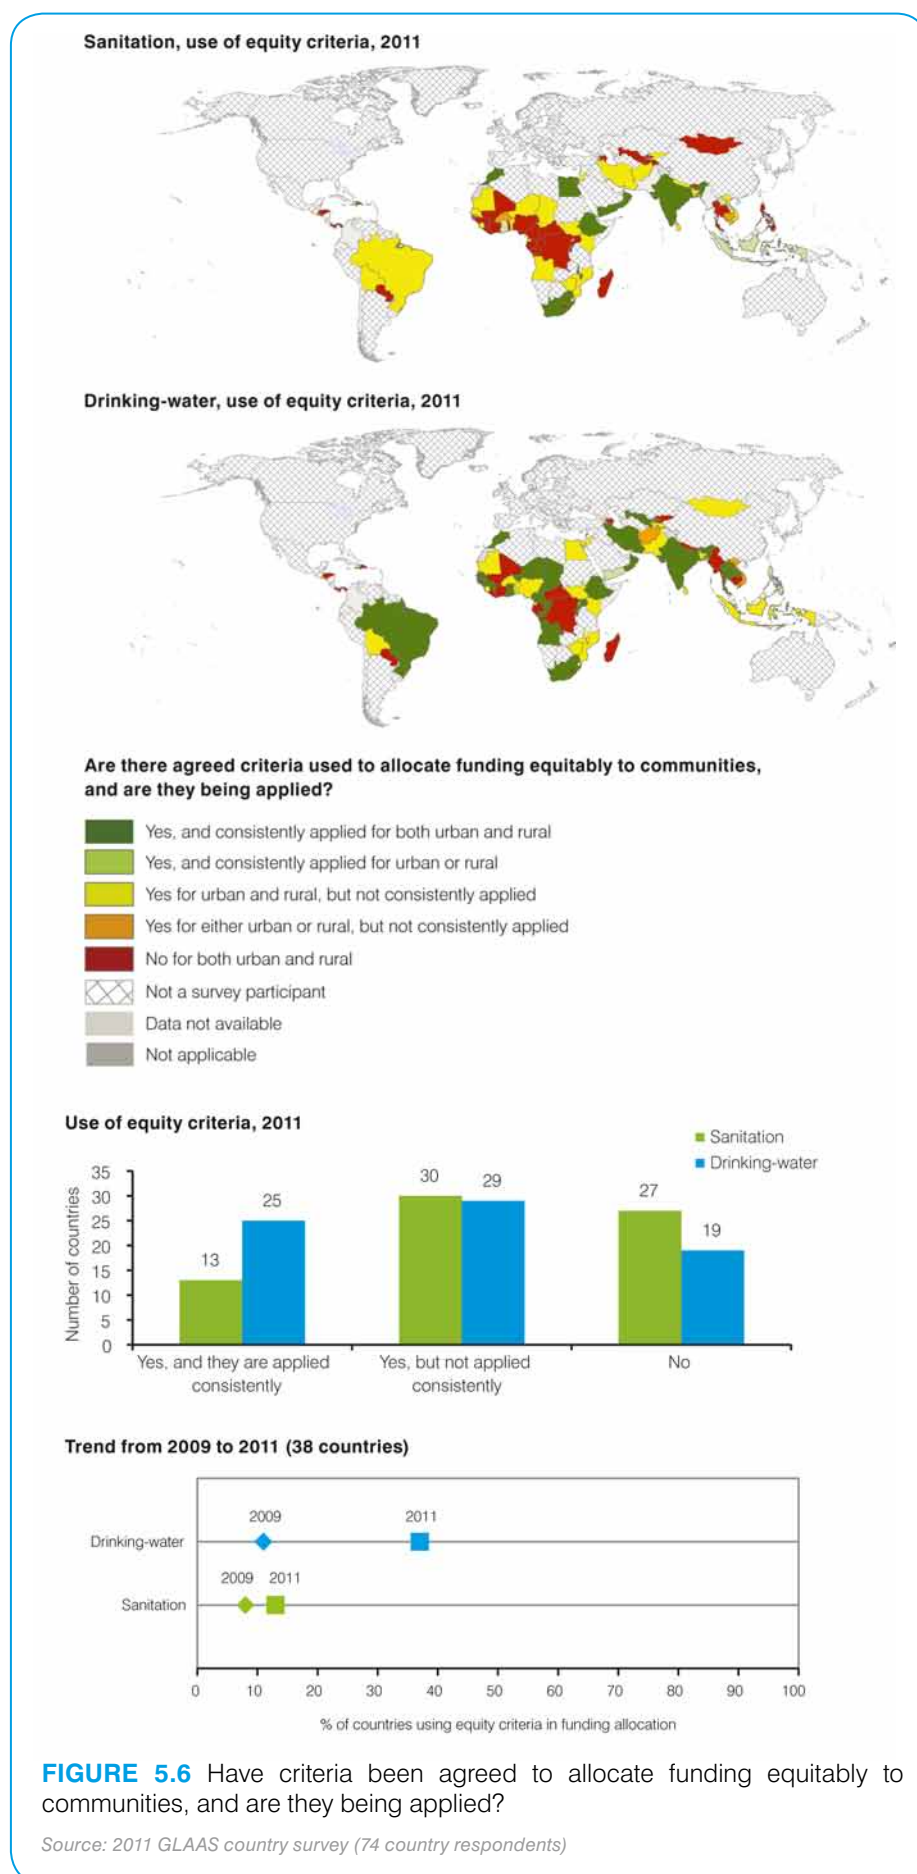 Sanitation, use of equity criteria, 2011
Drinking-water, use of equity criteria, 2011
Are there agreed criteria used to allocate funding equitably to communities,
and are they being applied?
Yes, and consistently applied for both urban and rural
Yes, and consistently applied for urban or rural
Yes for urban and rural, but not consistently applied
Yes for either urban or rural, but not consistently applied
No for both urban and rural
Not a survey participant
Data not available
Not applicable
Use of equity criteria, 2011
Sanitation
Drinking-water
Number of countries
35
30
25
20
15
10
5
0
13
25
30
29
27
19
Yes, and they are applied
consistently
Yes, but not applied
consistently
No
Trend from 2009 to 2011 (38 countries)
2009
2011
Drinking-water
2009
2011
Sanitation
0
10
20
30
40
50
60
70
80
90
100
% of countries using equity criteria in funding allocation
FIGURE 5.6 Have criteria been agreed to allocate funding equitably to
communities, and are they being applied?
Source: 2011 GLAAS country survey (74 country respondents)